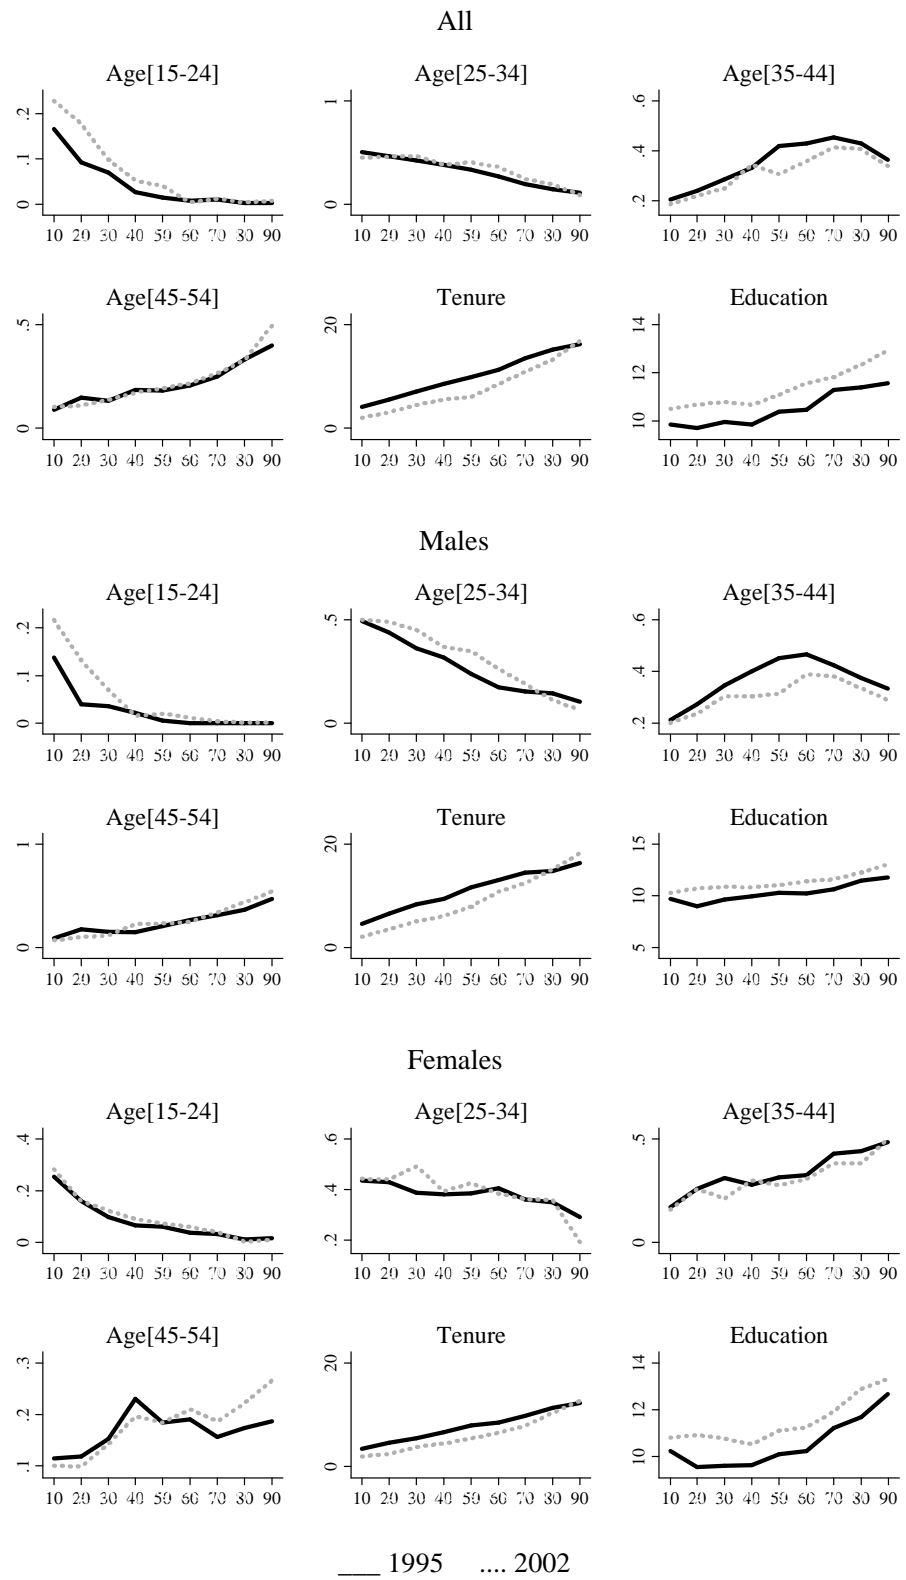 All
Age[15-24] Age[25-34] Age[35-44]
.2 1 .6
.1 .4
0 0 .2
10 20 30 40 50 60 70 80 90 10 20 30 40 50 60 70 80 90 10 20 30 40 50 60 70 80 90
Age[45-54] Tenure Education
.5 20 14
12
0 0 10
10 20 30 40 50 60 70 80 90 10 20 30 40 50 60 70 80 90 10 20 30 40 50 60 70 80 90
Males
Age[15-24] Age[25-34] Age[35-44]
.2 .5 .6
.1 .4
0 0 .2
10 20 30 40 50 60 70 80 90 10 20 30 40 50 60 70 80 90 10 20 30 40 50 60 70 80 90
Age[45-54] Tenure Education
1 20 15
10
0 0 5
10 20 30 40 50 60 70 80 90 10 20 30 40 50 60 70 80 90 10 20 30 40 50 60 70 80 90
Females
Age[15-24] Age[25-34] Age[35-44]
.4 .6 .5
.2 .4
0 .2 0
10 20 30 40 50 60 70 80 90 10 20 30 40 50 60 70 80 90 10 20 30 40 50 60 70 80 90
Age[45-54] Tenure Education
.3 20 14
.2 12
.1 0 10
10 20 30 40 50 60 70 80 90 10 20 30 40 50 60 70 80 90 10 20 30 40 50 60 70 80 90
___ 1995 .... 2002